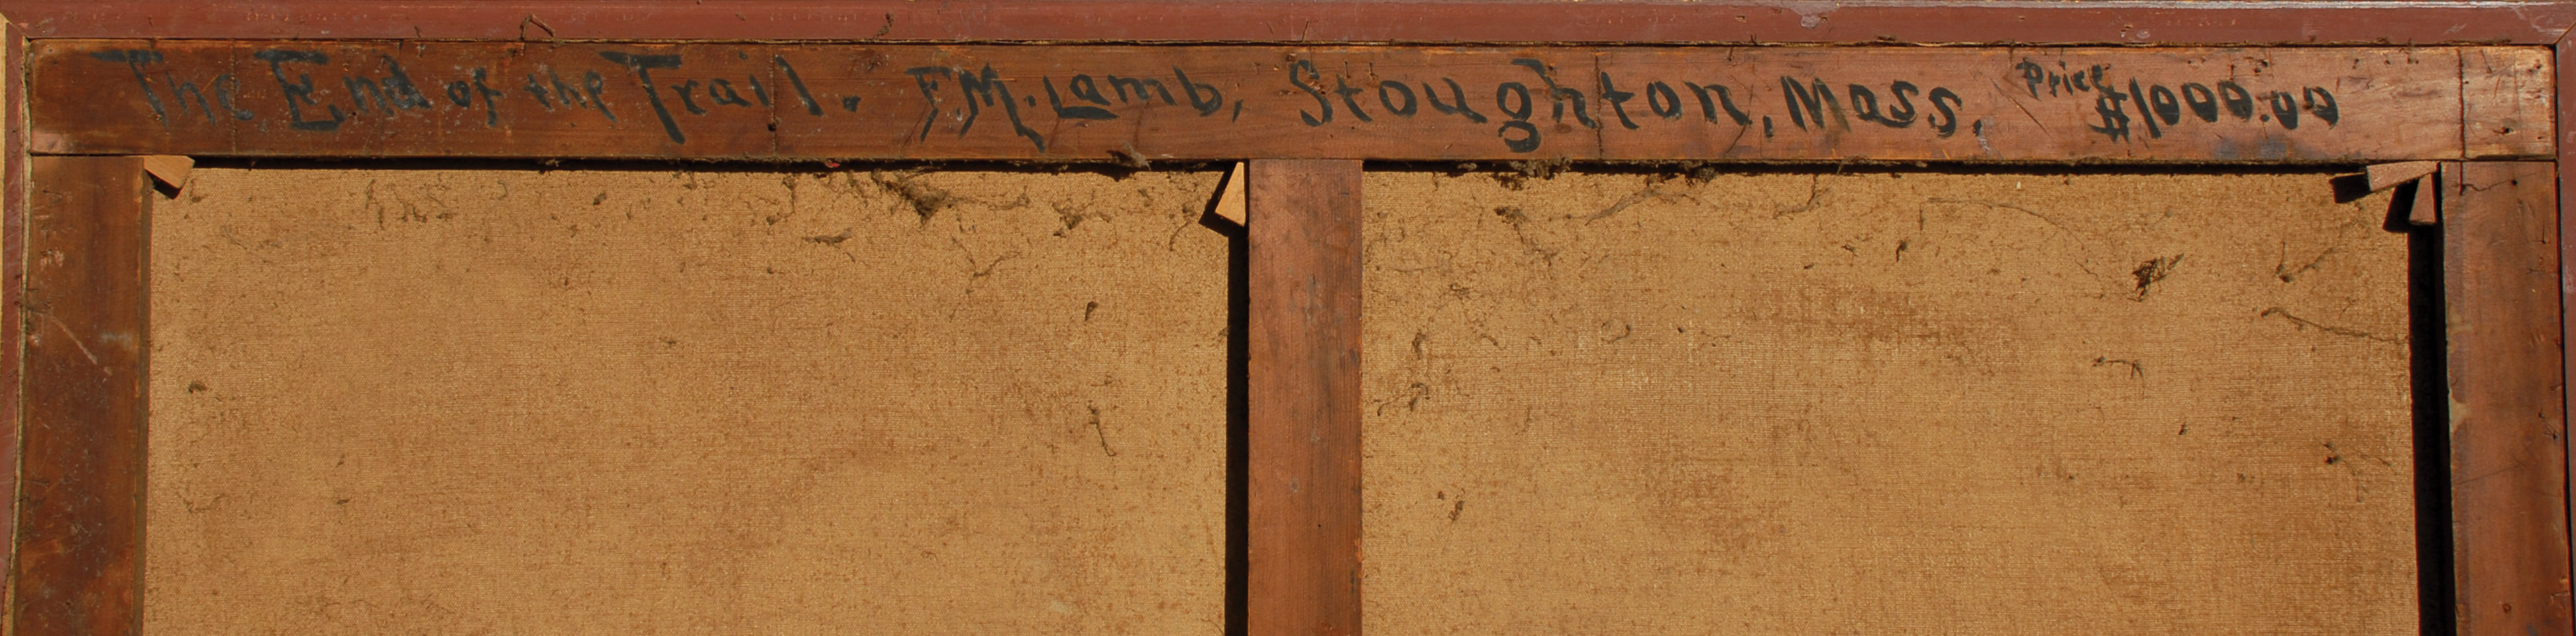 The End of the Trail. F.M. Lamb, Stoughton, Mass. Price $1000.00